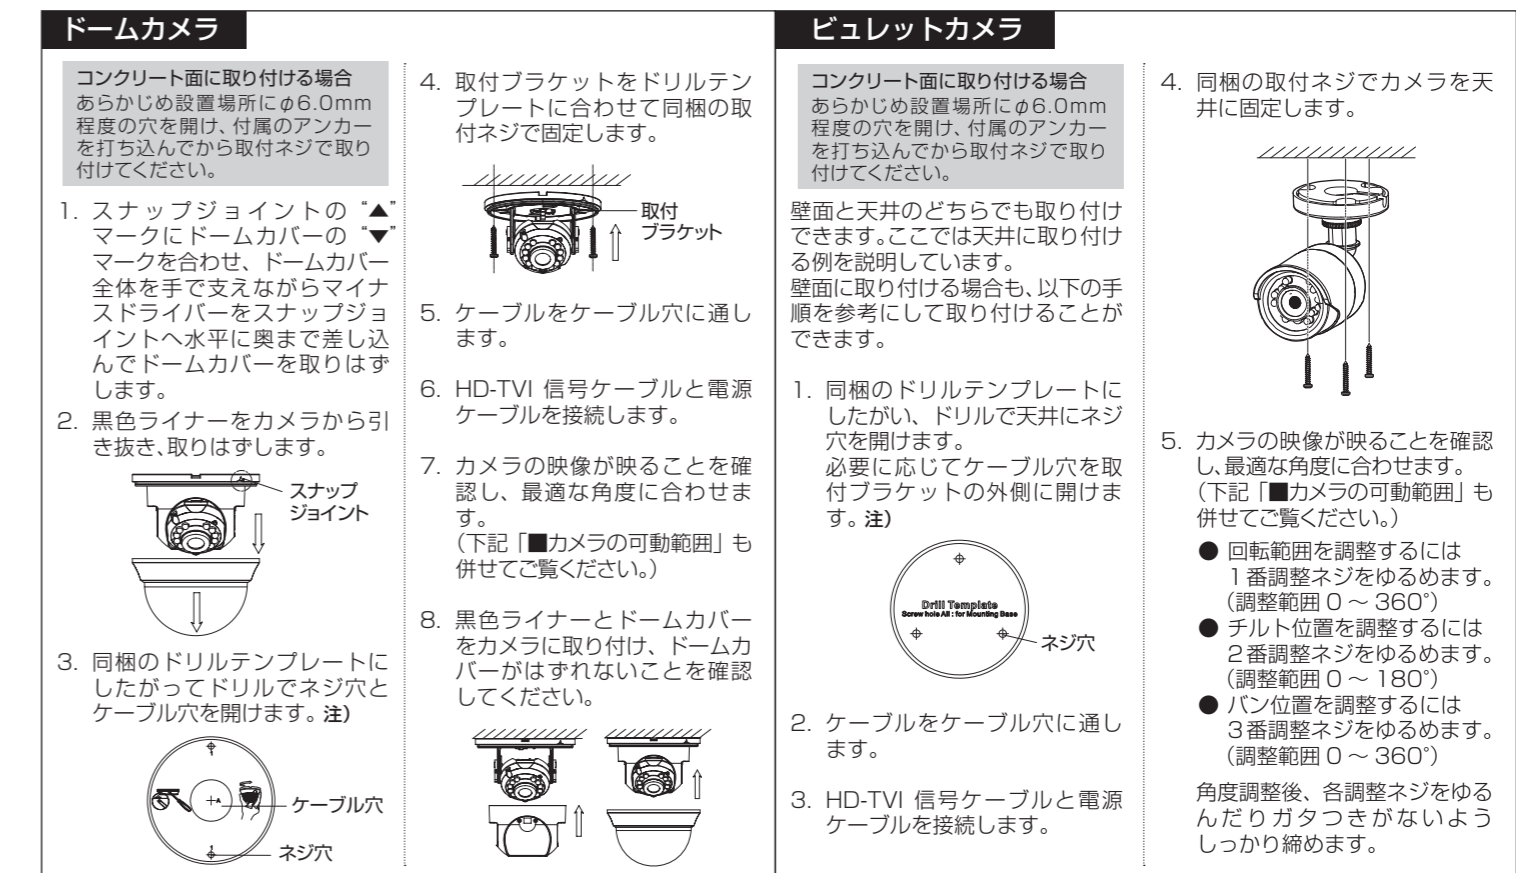 ドームカメラ
コンクリート面に取り付ける場合
あらかじめ設置場所にφ6.0mm
程度の穴を開け、付属のアンカー
を打ち込んでから取付ネジで取り
付けてください。
1. スナップジョイントの“▲”
マークにドームカバーの“▼”
マークを合わせ、ドームカバー
全体を手で支えながらマイナ
スドライバーをスナップジョ
イントへ水平に奥まで差し込
んでドームカバーを取りはず
します。
2. 黒色ライナーをカメラから引
き抜き、取りはずします。
スナップ
ジョイント
3. 同梱のドリルテンプレートに
したがってドリルでネジ穴と
ケーブル穴を開けます。注)
A
ケーブル穴
ネジ穴
4. 取付ブラケットをドリルテン
プレートに合わせて同梱の取
付ネジで固定します。
取付
ブラケット
5. ケーブルをケーブル穴に通し
ます。
6. HD-TVI 信号ケーブルと電源
ケーブルを接続します。
7. カメラの映像が映ることを確
認し、最適な角度に合わせま
す。
(下記「■カメラの可動範囲」も
併せてご覧ください。)
8. 黒色ライナーとドームカバー
をカメラに取り付け、ドームカ
バーがはずれないことを確認
してください。
ビュレットカメラ
コンクリート面に取り付ける場合
あらかじめ設置場所にφ6.0mm
程度の穴を開け、付属のアンカー
を打ち込んでから取付ネジで取り
付けてください。
壁面と天井のどちらでも取り付け
できます。ここでは天井に取り付け
る例を説明しています。
壁面に取り付ける場合も、以下の手
順を参考にして取り付けることが
できます。
1. 同梱のドリルテンプレートに
したがい、ドリルで天井にネジ
穴を開けます。
必要に応じてケーブル穴を取
付ブラケットの外側に開けま
す。注)
Drill Template
Screw hole All : for Mounting Base
ネジ穴
2. ケーブルをケーブル穴に通し
ます。
3. HD-TVI 信号ケーブルと電源
ケーブルを接続します。
4. 同梱の取付ネジでカメラを天
井に固定します。
5. カメラの映像が映ることを確認
し、最適な角度に合わせます。
(下記「■カメラの可動範囲」も
併せてご覧ください。)
● 回転範囲を調整するには
1番調整ネジをゆるめます。
(調整範囲 0 ～ 360°)
● チルト位置を調整するには
2番調整ネジをゆるめます。
(調整範囲 0 ～ 180°)
● パン位置を調整するには
3番調整ネジをゆるめます。
(調整範囲 0 ～ 360°)
角度調整後、各調整ネジをゆる
んだりガタつきがないよう
しっかり締めます。